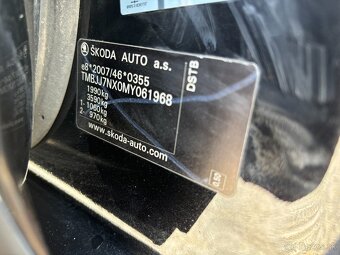 ŠKODA AUTO a.s.
e8*2007/46*0355
TMBJJ7NX0MY061968
1990kg
3590kg
1- 1060kg
2- 970kg
www.skoda-auto.com
DSTB